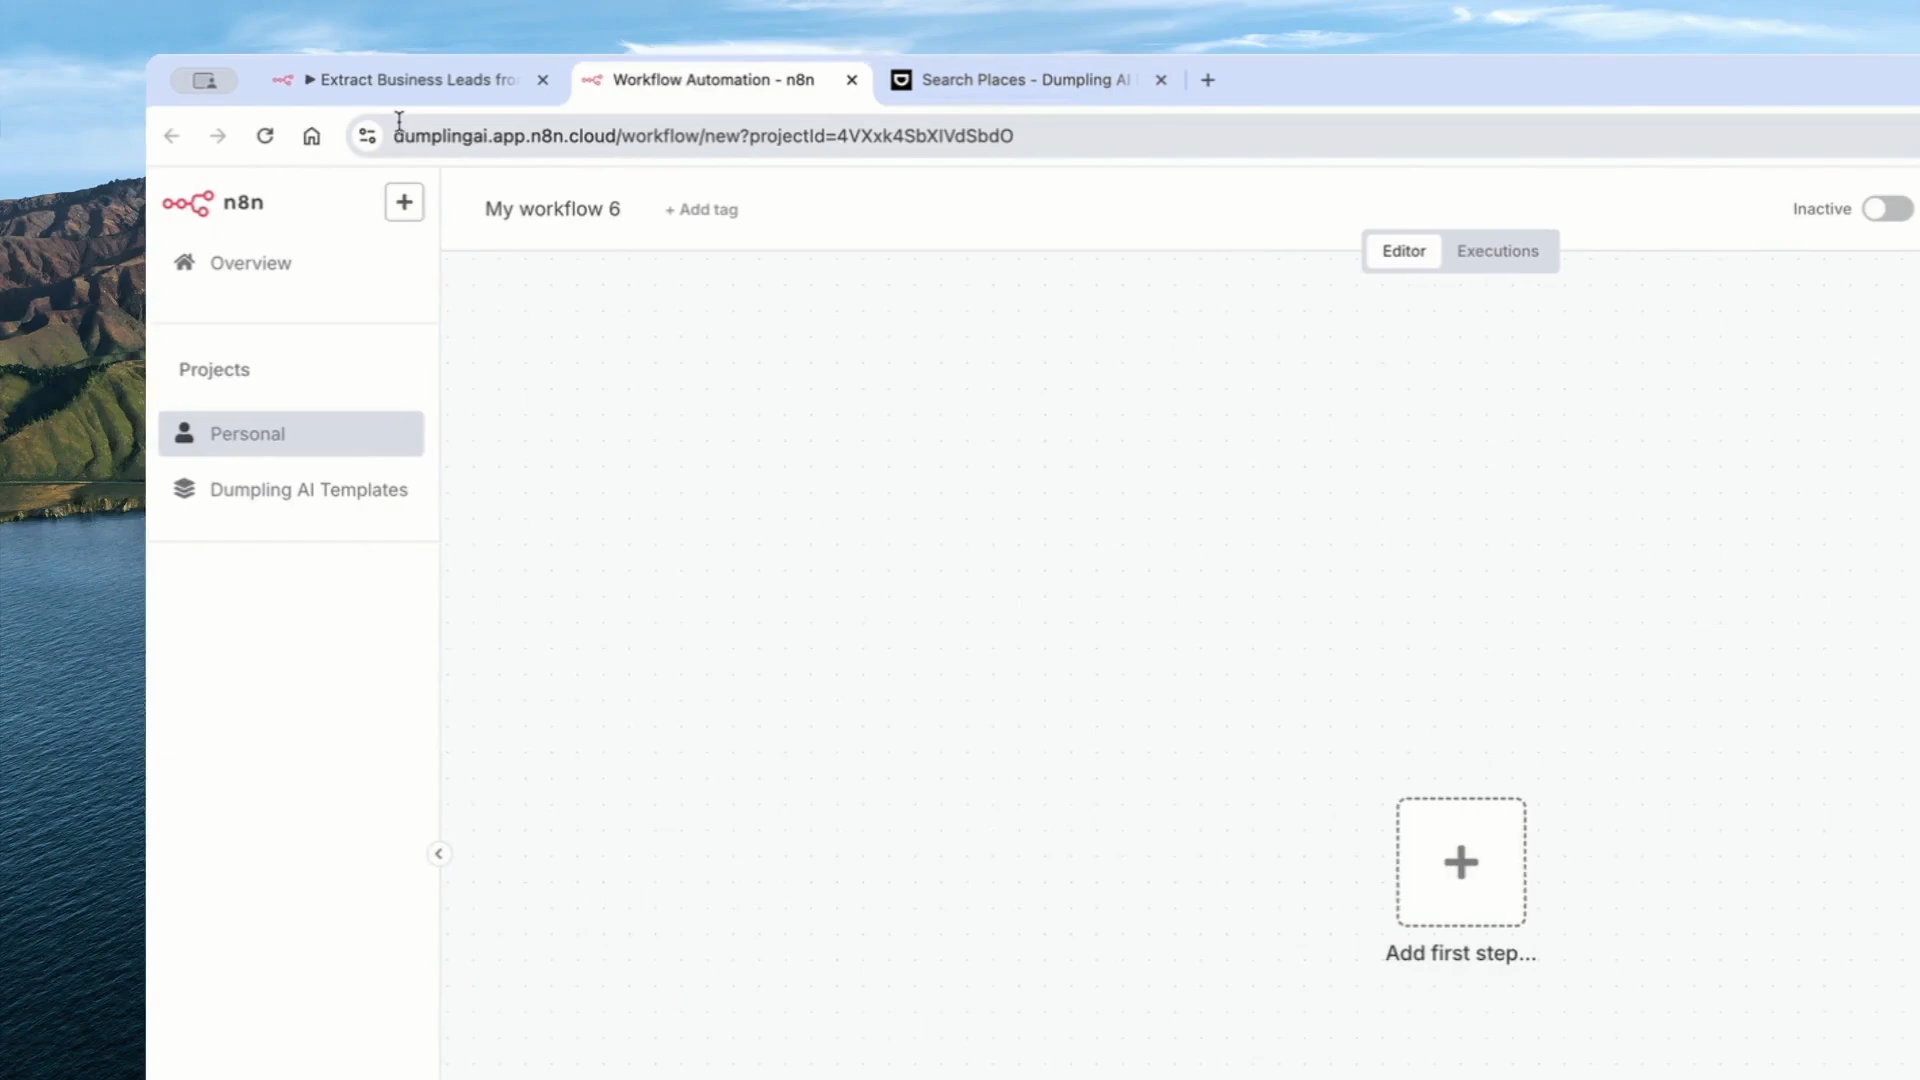 ▶ Extract Business Leads fro
Workflow Automation - n8n
Search Places - Dumpling AI
dumplingai.app.n8n.cloud/workflow/new?projectId=4VXxk4SbXIVdSbdO
n8n
My workflow 6
+ Add tag
Inactive
Editor
Executions
Overview
Projects
Personal
Dumpling AI Templates
Add first step...